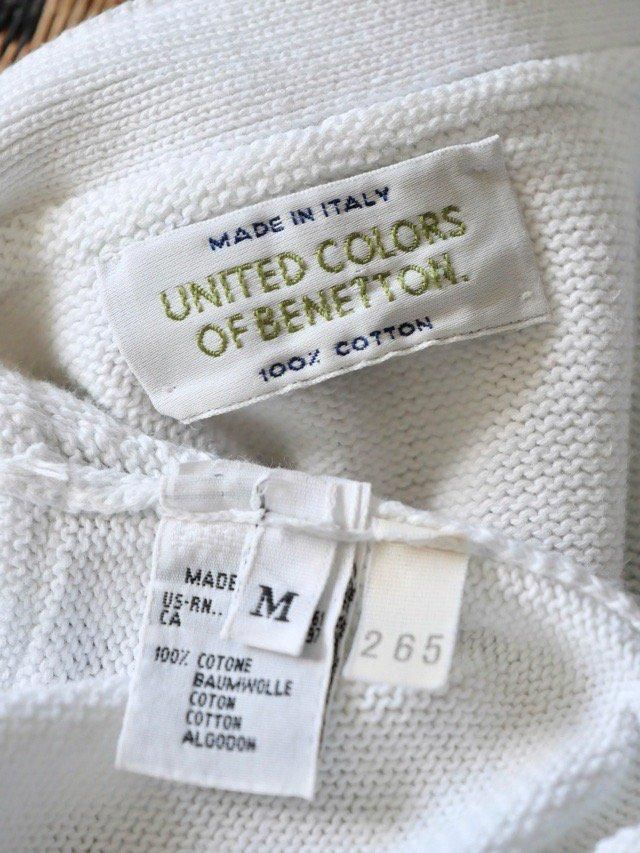 MADE IN ITALY
UNITED COLORS
OF BENETTON.
100% COTTON
MADE
US-RN..
CA
M
265
100% COTONE
BAUMWOLLE
COTON
COTTON
ALGODON